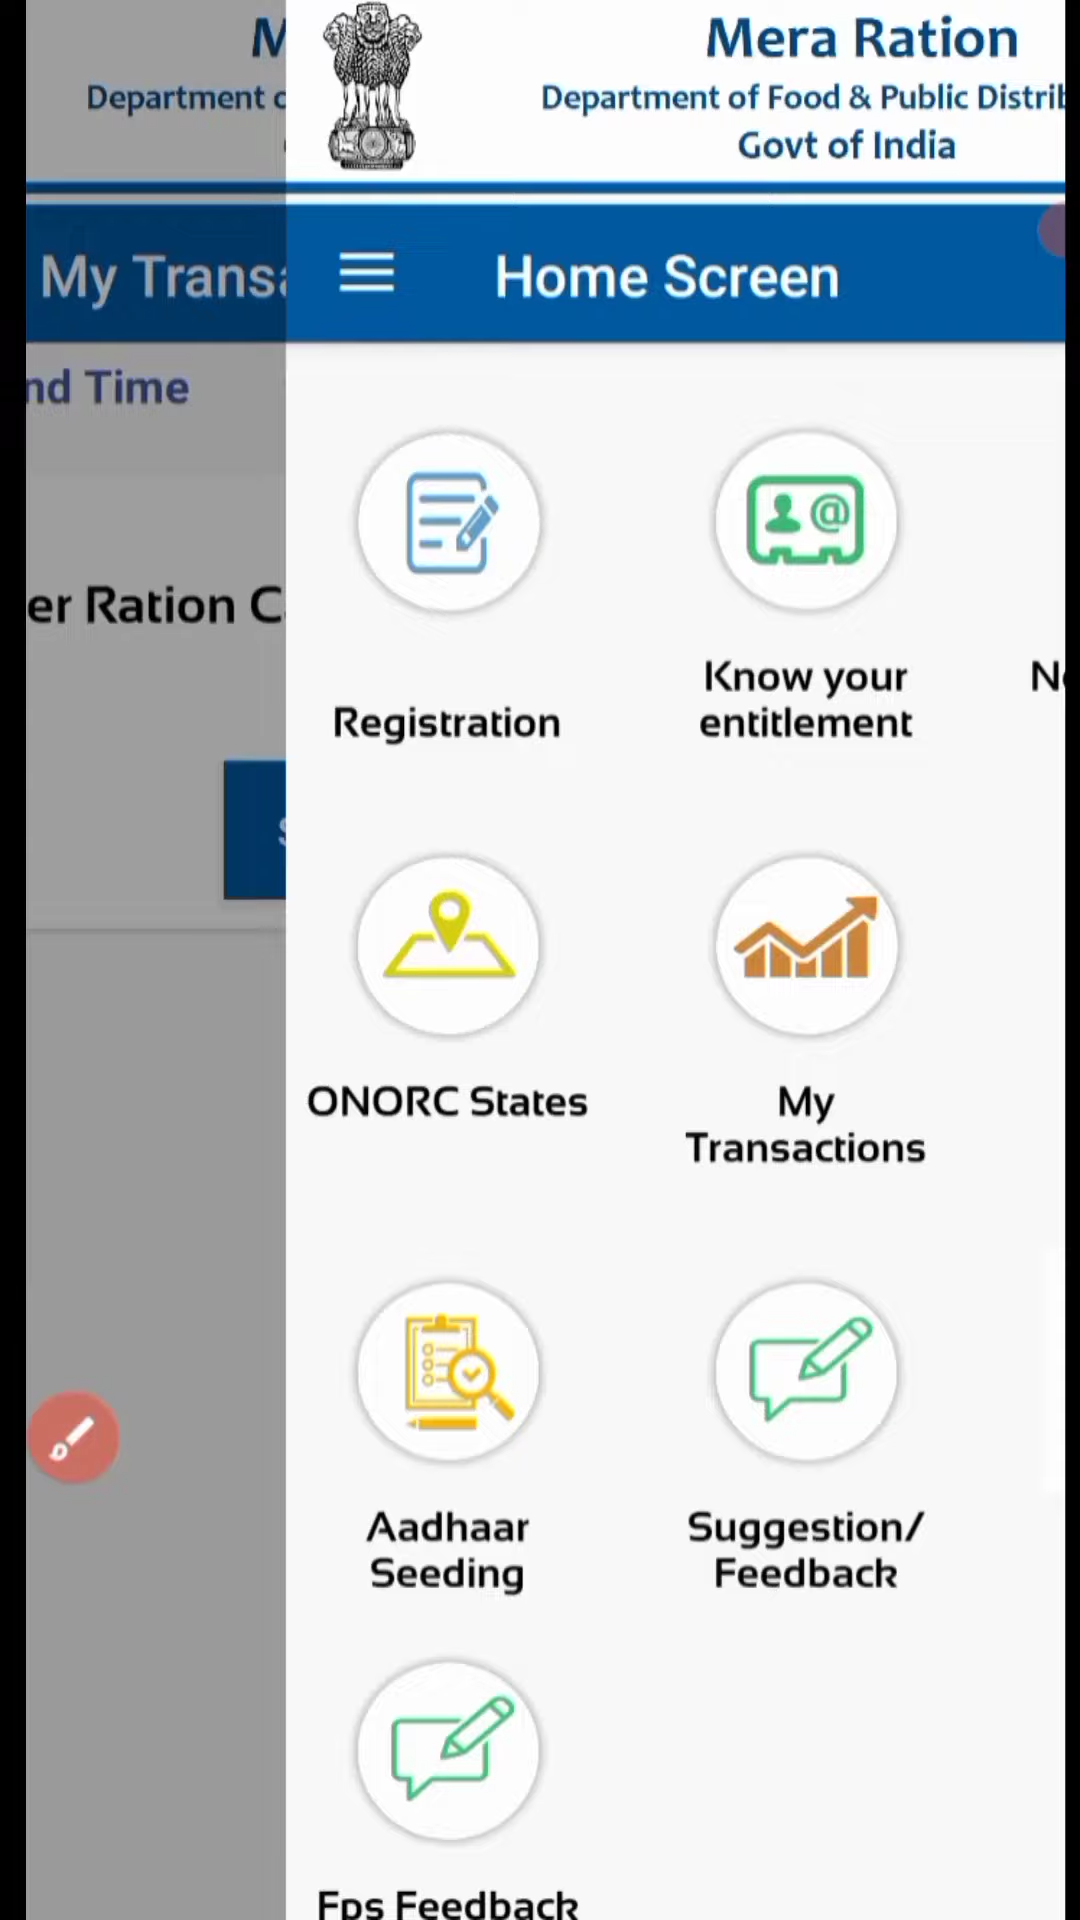 Mera Ration
Department of Food & Public Distrib
Govt of India
Department
My Transa
Home Screen
nd Time
er Ration C
Registration
Know your
entitlement
ONORC States
My
Transactions
Aadhaar
Seeding
Suggestion/
Feedback
Fps Feedback